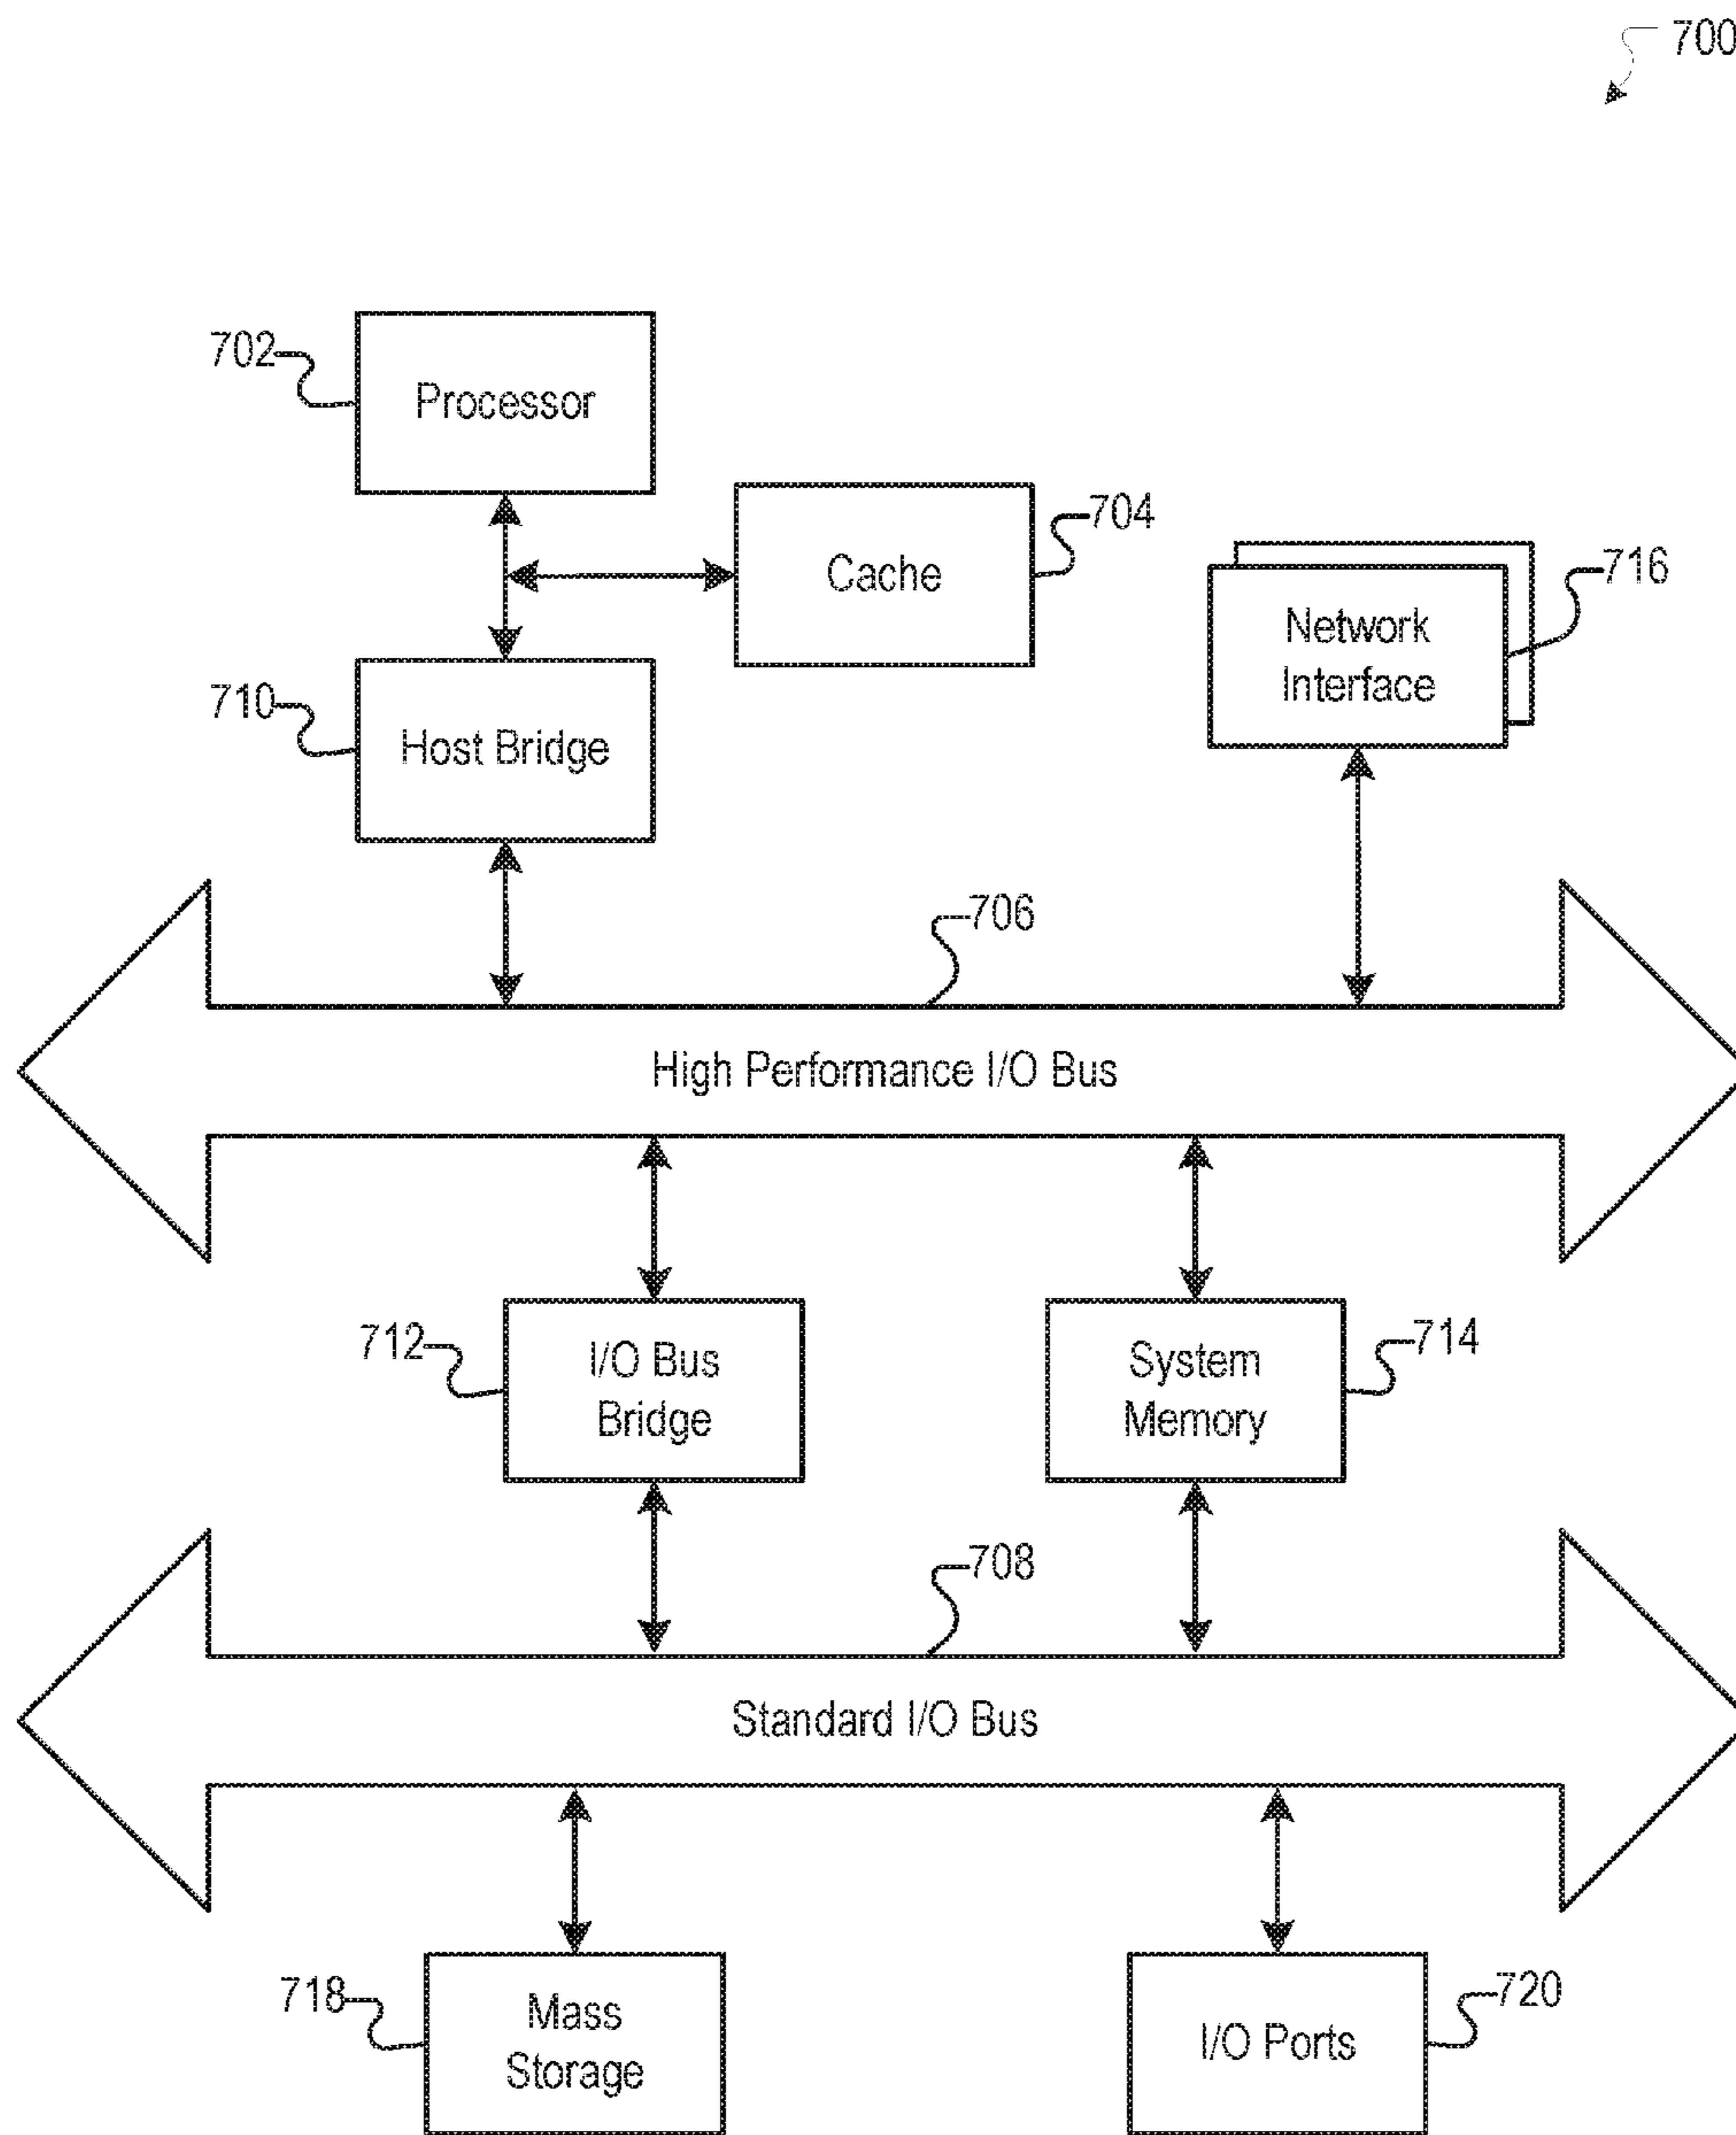 700
702
Processor
704
Cache
716
Network
Interface
710
Host Bridge
706
High Performance I/O Bus
712
I/O Bus
Bridge
System
Memory
714
708
Standard I/O Bus
718
Mass
Storage
I/O Ports
720